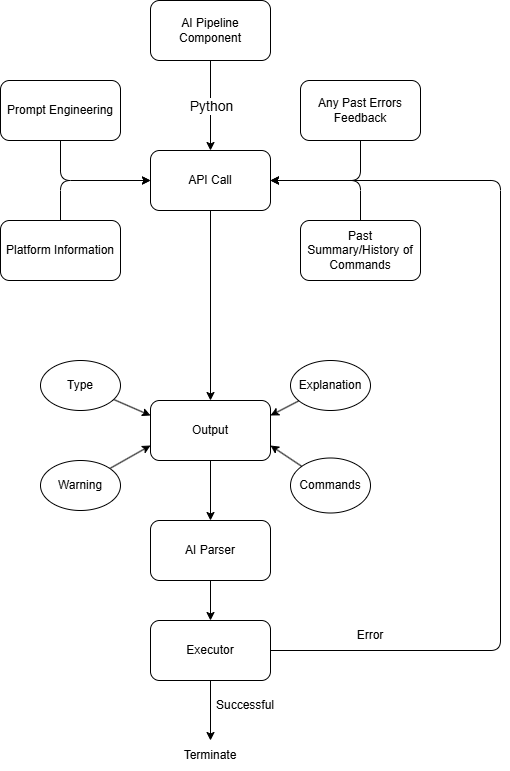 AI Pipeline
Component
Python
Prompt Engineering
Any Past Errors
Feedback
API Call
Platform Information
Past
Summary/History of
Commands
Type
Explanation
Output
Warning
Commands
AI Parser
Executor
Error
Successful
Terminate